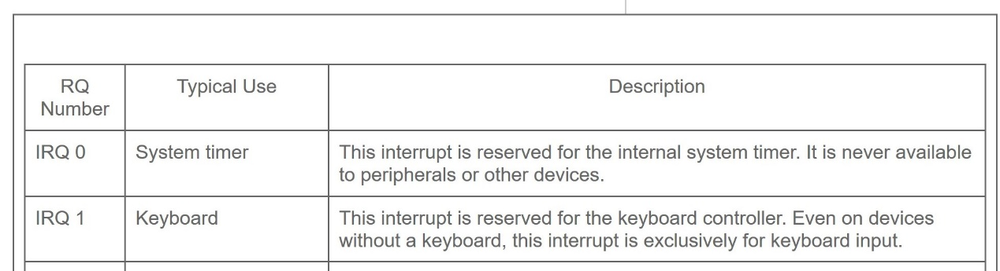 RQ
Number
Typical Use
Description
IRQ 0
System timer
This interrupt is reserved for the internal system timer. It is never available
to peripherals or other devices.
IRQ 1
Keyboard
This interrupt is reserved for the keyboard controller. Even on devices
without a keyboard, this interrupt is exclusively for keyboard input.